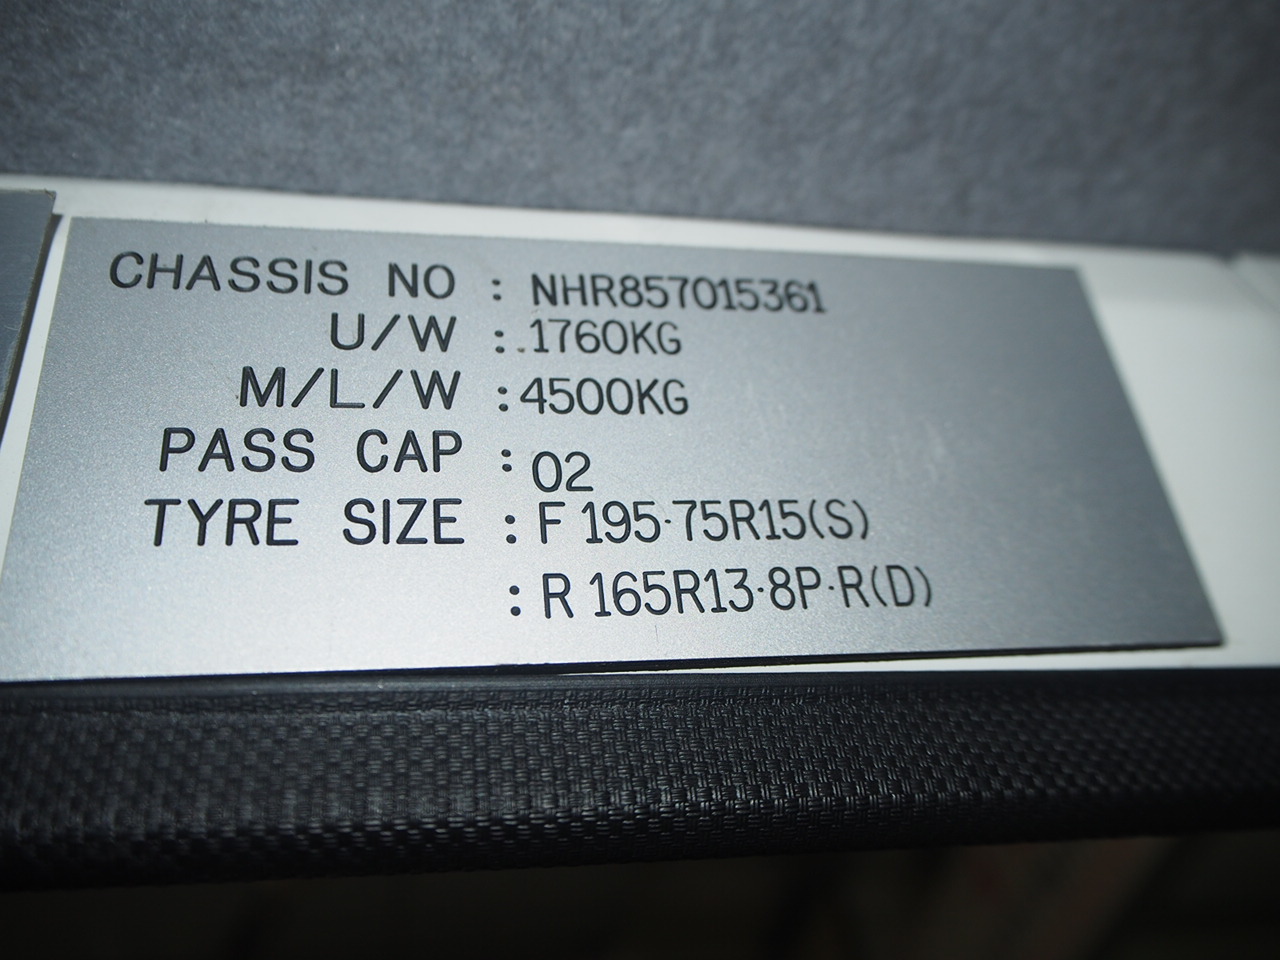 CHASSIS NO : NHR857015361
U/W : 1760KG
M/L/W : 4500KG
PASS CAP : 02
TYRE SIZE : F 195·75R15(S)
: R 165R13·8P·R(D)